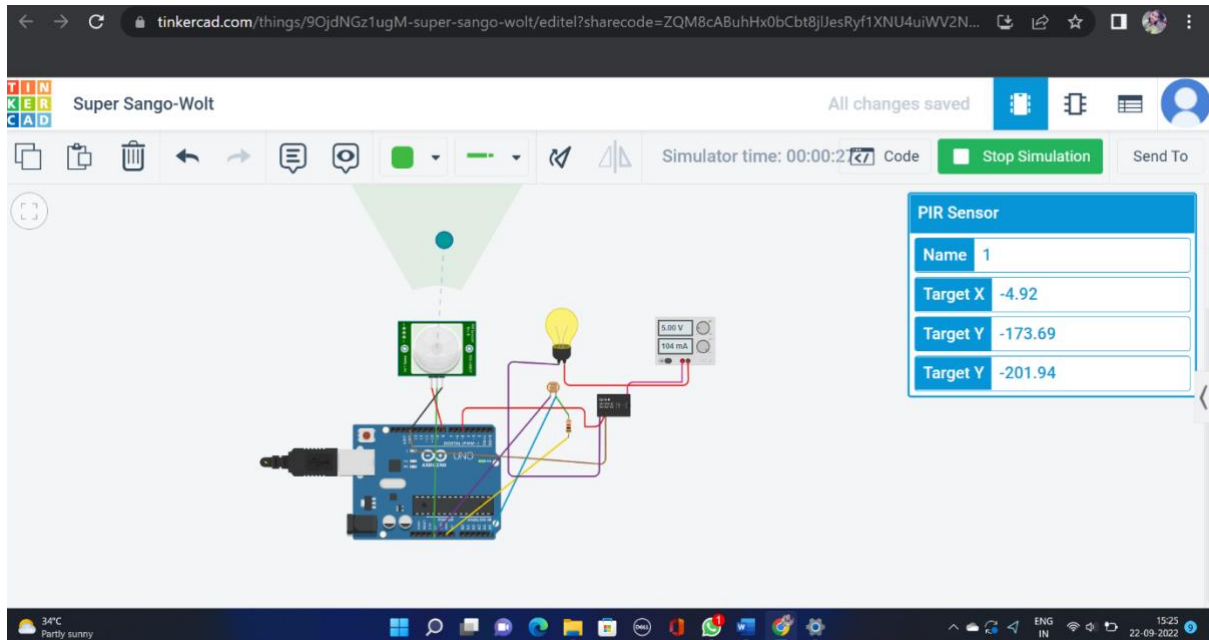 tinkercad.com/things/9OjdNGz1ugM-super-sango-wolt/editel?sharecode=ZQM8cABuhHx0bCbt8jlJesRyf1XNU4uiWV2N...
TIN
KER
CAD
Super Sango-Wolt
All changes saved
Simulator time: 00:00:27
Code
Stop Simulation
Send To
PIR Sensor
Name 1
Target X -4.92
Target Y -173.69
Target Y -201.94
5.00 V
104 mA
UNO
ARDUINO
34°C
Partly sunny
ENG
IN
15:25
22-09-2022
9